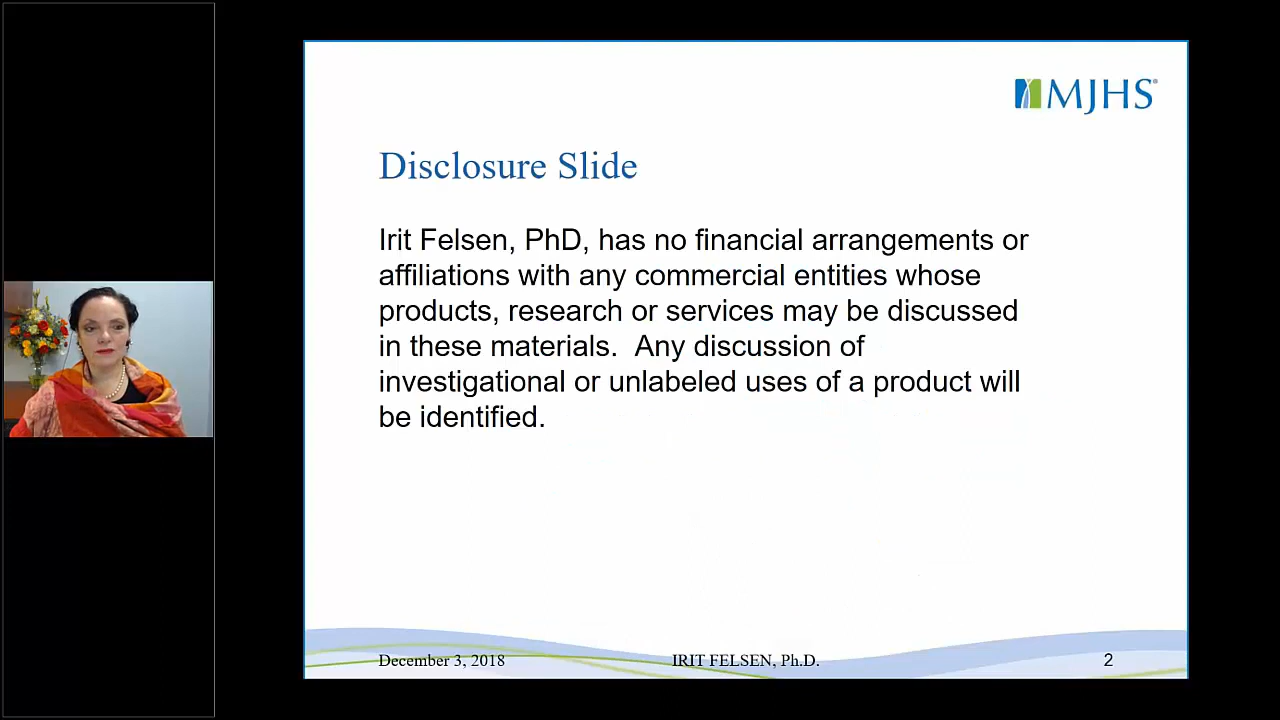 MJHS®
Disclosure Slide
Irit Felsen, PhD, has no financial arrangements or
affiliations with any commercial entities whose
products, research or services may be discussed
in these materials.  Any discussion of
investigational or unlabeled uses of a product will
be identified.
December 3, 2018
IRIT FELSEN, Ph.D.
2